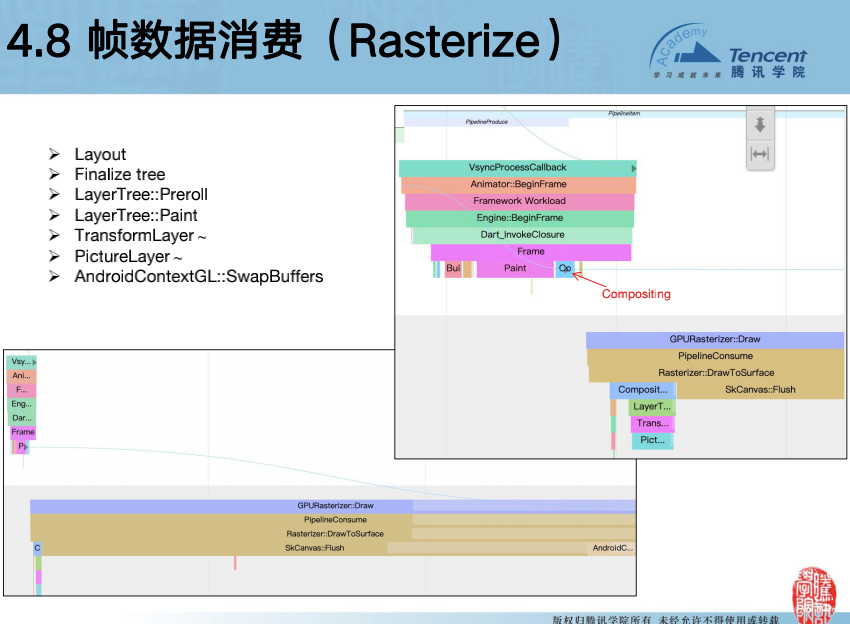 4.8 帧数据消费（Rasterize）
Academy
学习成就未来
Tencent
腾讯学院
Layout
Finalize tree
LayerTree::Preroll
LayerTree::Paint
TransformLayer ~
PictureLayer ~
AndroidContextGL::SwapBuffers
PipelineItem
PipelineProduce
VsyncProcessCallback
Animator::BeginFrame
Framework Workload
Engine::BeginFrame
Dart_InvokeClosure
Frame
Bui Paint Co
Compositing
GPURasterizer::Draw
PipelineConsume
Rasterizer::DrawToSurface
Composit... SkCanvas::Flush
LayerT...
Trans...
Pict...
Vsy...
Ani...
F...
Eng...
Dar...
Frame
P
GPURasterizer::Draw
PipelineConsume
Rasterizer::DrawToSurface
C SkCanvas::Flush AndroidC...
版权归腾讯学院所有 未经允许不得使用或转载